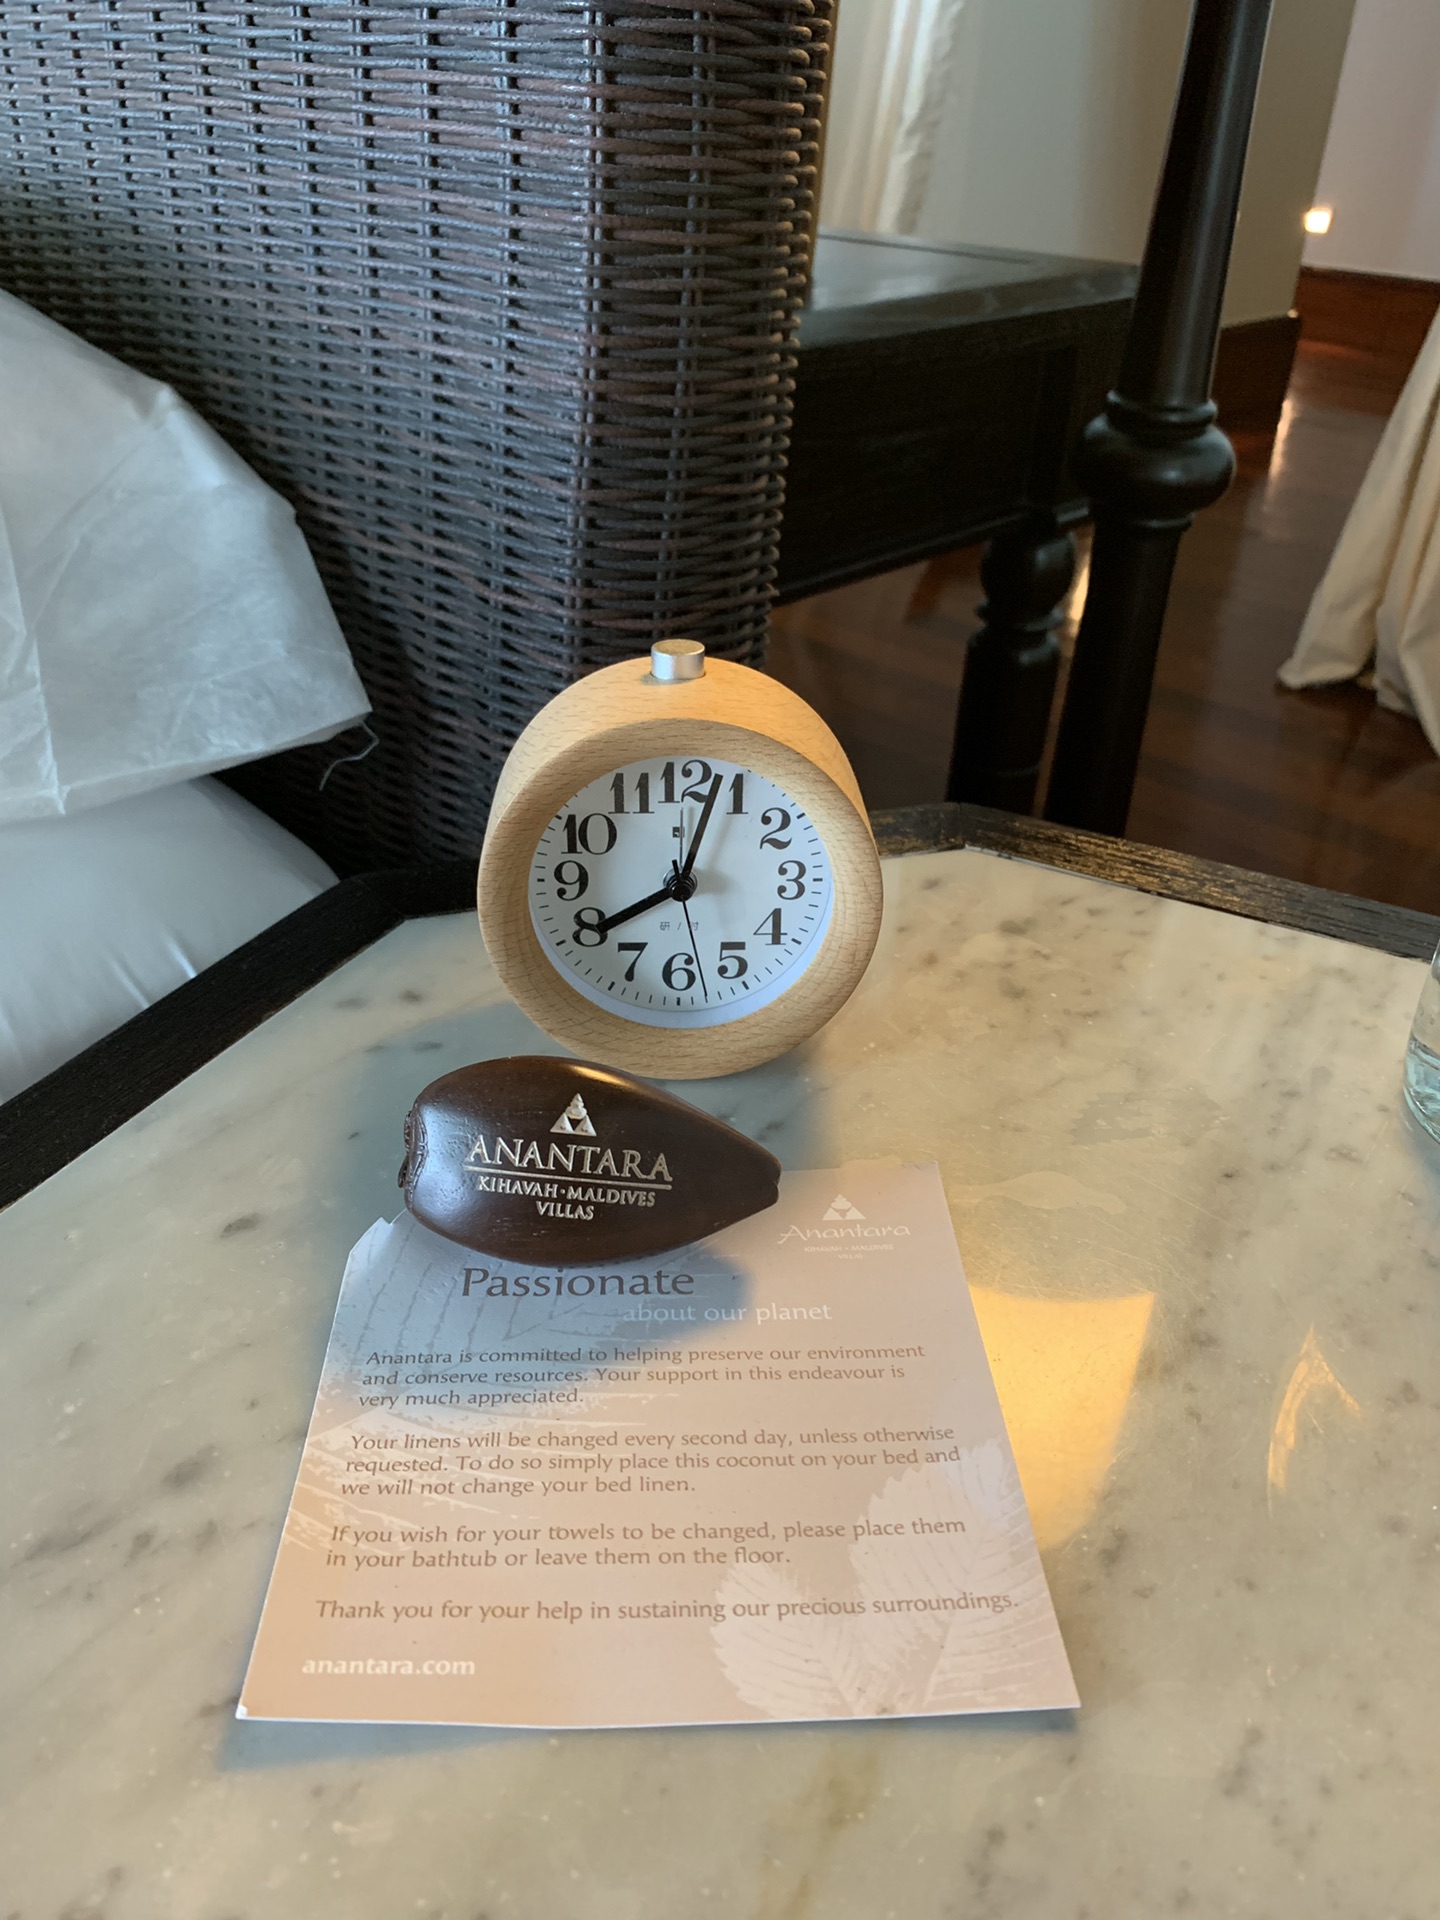 12
1
2
3
4
5
6
7
8
9
10
11
研 / 时
ANANTARA
KIHAVAH · MALDIVES
VILLAS
Anantara
KIHAVAH · MALDIVES
VILLAS
Passionate
about our planet
Anantara is committed to helping preserve our environment
and conserve resources. Your support in this endeavour is
very much appreciated.
Your linens will be changed every second day, unless otherwise
requested. To do so simply place this coconut on your bed and
we will not change your bed linen.
If you wish for your towels to be changed, please place them
in your bathtub or leave them on the floor.
Thank you for your help in sustaining our precious surroundings.
anantara.com